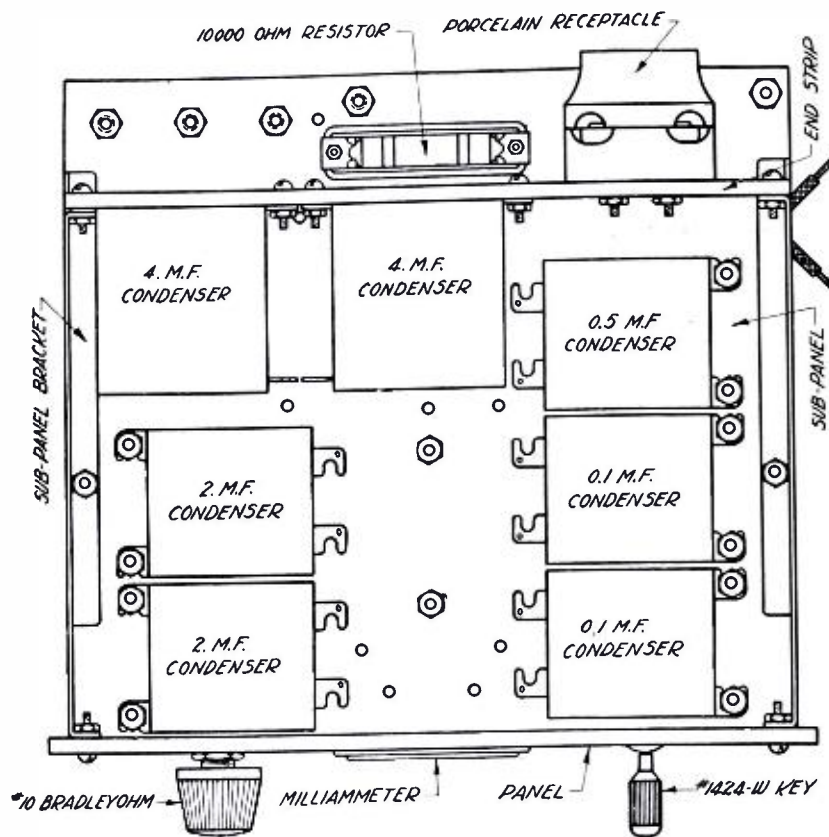 10000 OHM RESISTOR
PORCELAIN RECEPTACLE
END STRIP
4. M.F.
CONDENSER
4. M.F.
CONDENSER
0.5 M.F
CONDENSER
SUB-PANEL BRACKET
SUB-PANEL
2. M.F.
CONDENSER
0.1 M.F.
CONDENSER
2. M.F.
CONDENSER
0.1 M.F.
CONDENSER
#10 BRADLEYOHM
MILLIAMMETER
PANEL
#1424-W KEY